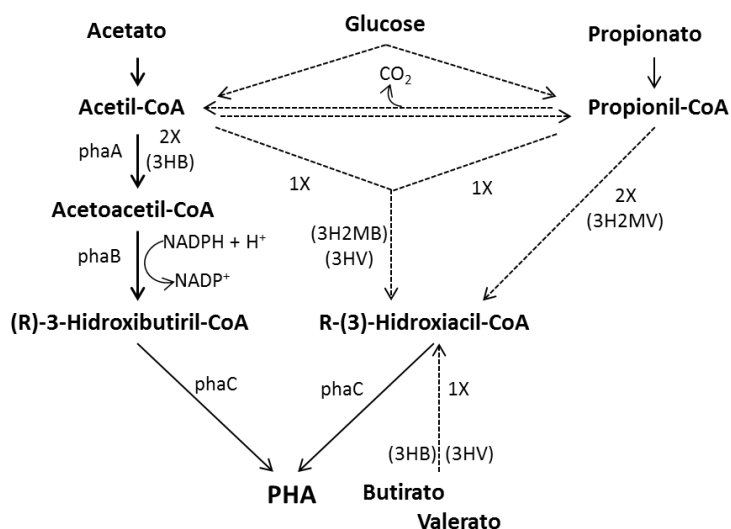 Acetato
Glucose
Propionato
CO2
Acetil-CoA
Propionil-CoA
phaA
2X
(3HB)
1X
1X
2X
(3H2MV)
Acetoacetil-CoA
phaB
NADPH + H+
NADP+
(3H2MB)
(3HV)
(R)-3-Hidroxibutiril-CoA
R-(3)-Hidroxiacil-CoA
phaC
phaC
1X
(3HB)
(3HV)
PHA
Butirato
Valerato